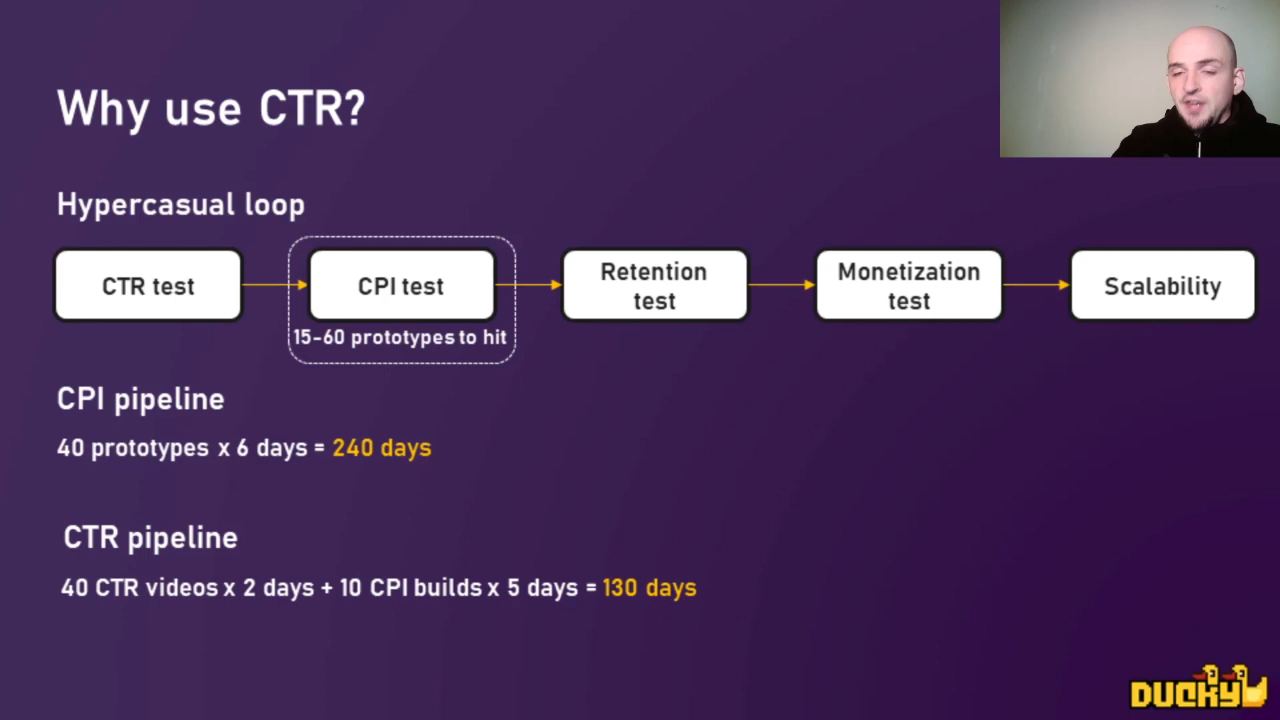 Why use CTR?
Hypercasual loop
CTR test
CPI test
Retention
test
Monetization
test
Scalability
15-60 prototypes to hit
CPI pipeline
40 prototypes x 6 days = 240 days
CTR pipeline
40 CTR videos x 2 days + 10 CPI builds x 5 days = 130 days
DUCKY